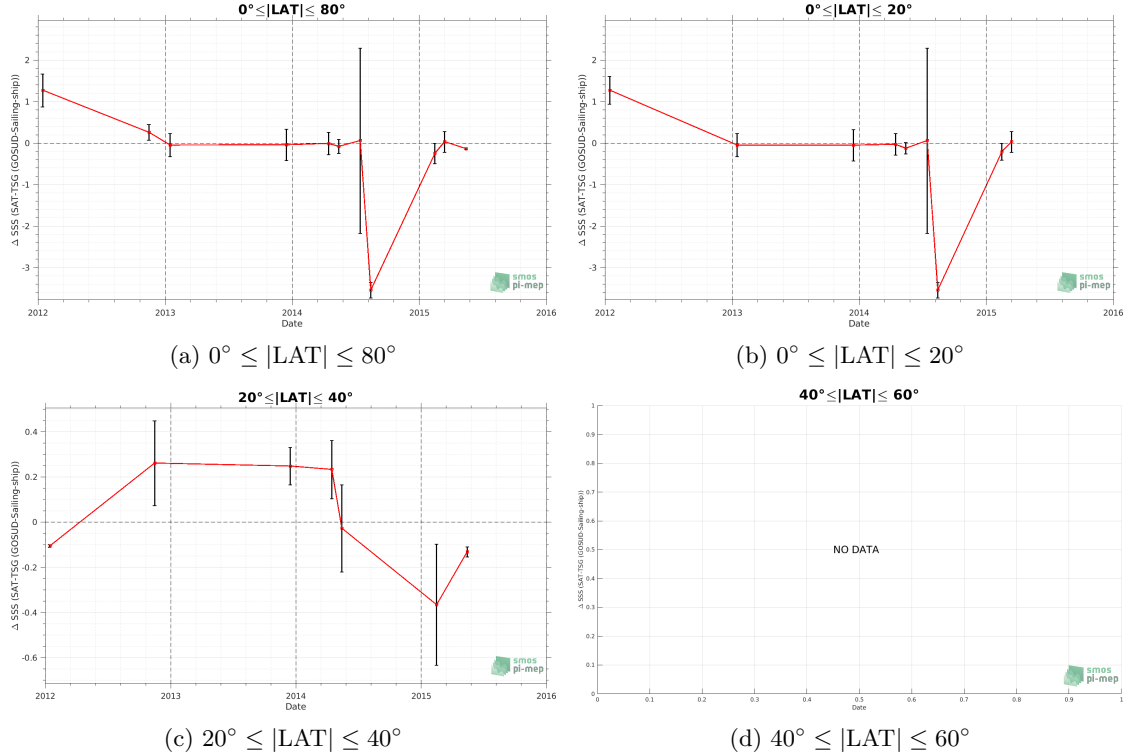 0°≤|LAT|≤ 80°
Δ SSS (SAT-TSG (GOSUD-Sailing-ship))
2
1
0
-1
-2
-3
2012 2013 2014 2015 2016
Date
smos
pi-mep
(a) 0° ≤ |LAT| ≤ 80°
0°≤|LAT|≤ 20°
Δ SSS (SAT-TSG (GOSUD-Sailing-ship))
2
1
0
-1
-2
-3
2012 2013 2014 2015 2016
Date
smos
pi-mep
(b) 0° ≤ |LAT| ≤ 20°
20°≤|LAT|≤ 40°
Δ SSS (SAT-TSG (GOSUD-Sailing-ship))
0.4
0.2
0
-0.2
-0.4
-0.6
2012 2013 2014 2015 2016
Date
smos
pi-mep
(c) 20° ≤ |LAT| ≤ 40°
40°≤|LAT|≤ 60°
Δ SSS (SAT-TSG (GOSUD-Sailing-ship))
1
0.9
0.8
0.7
0.6
0.5
0.4
0.3
0.2
0.1
0
NO DATA
0 0.1 0.2 0.3 0.4 0.5 0.6 0.7 0.8 0.9 1
Date
smos
pi-mep
(d) 40° ≤ |LAT| ≤ 60°